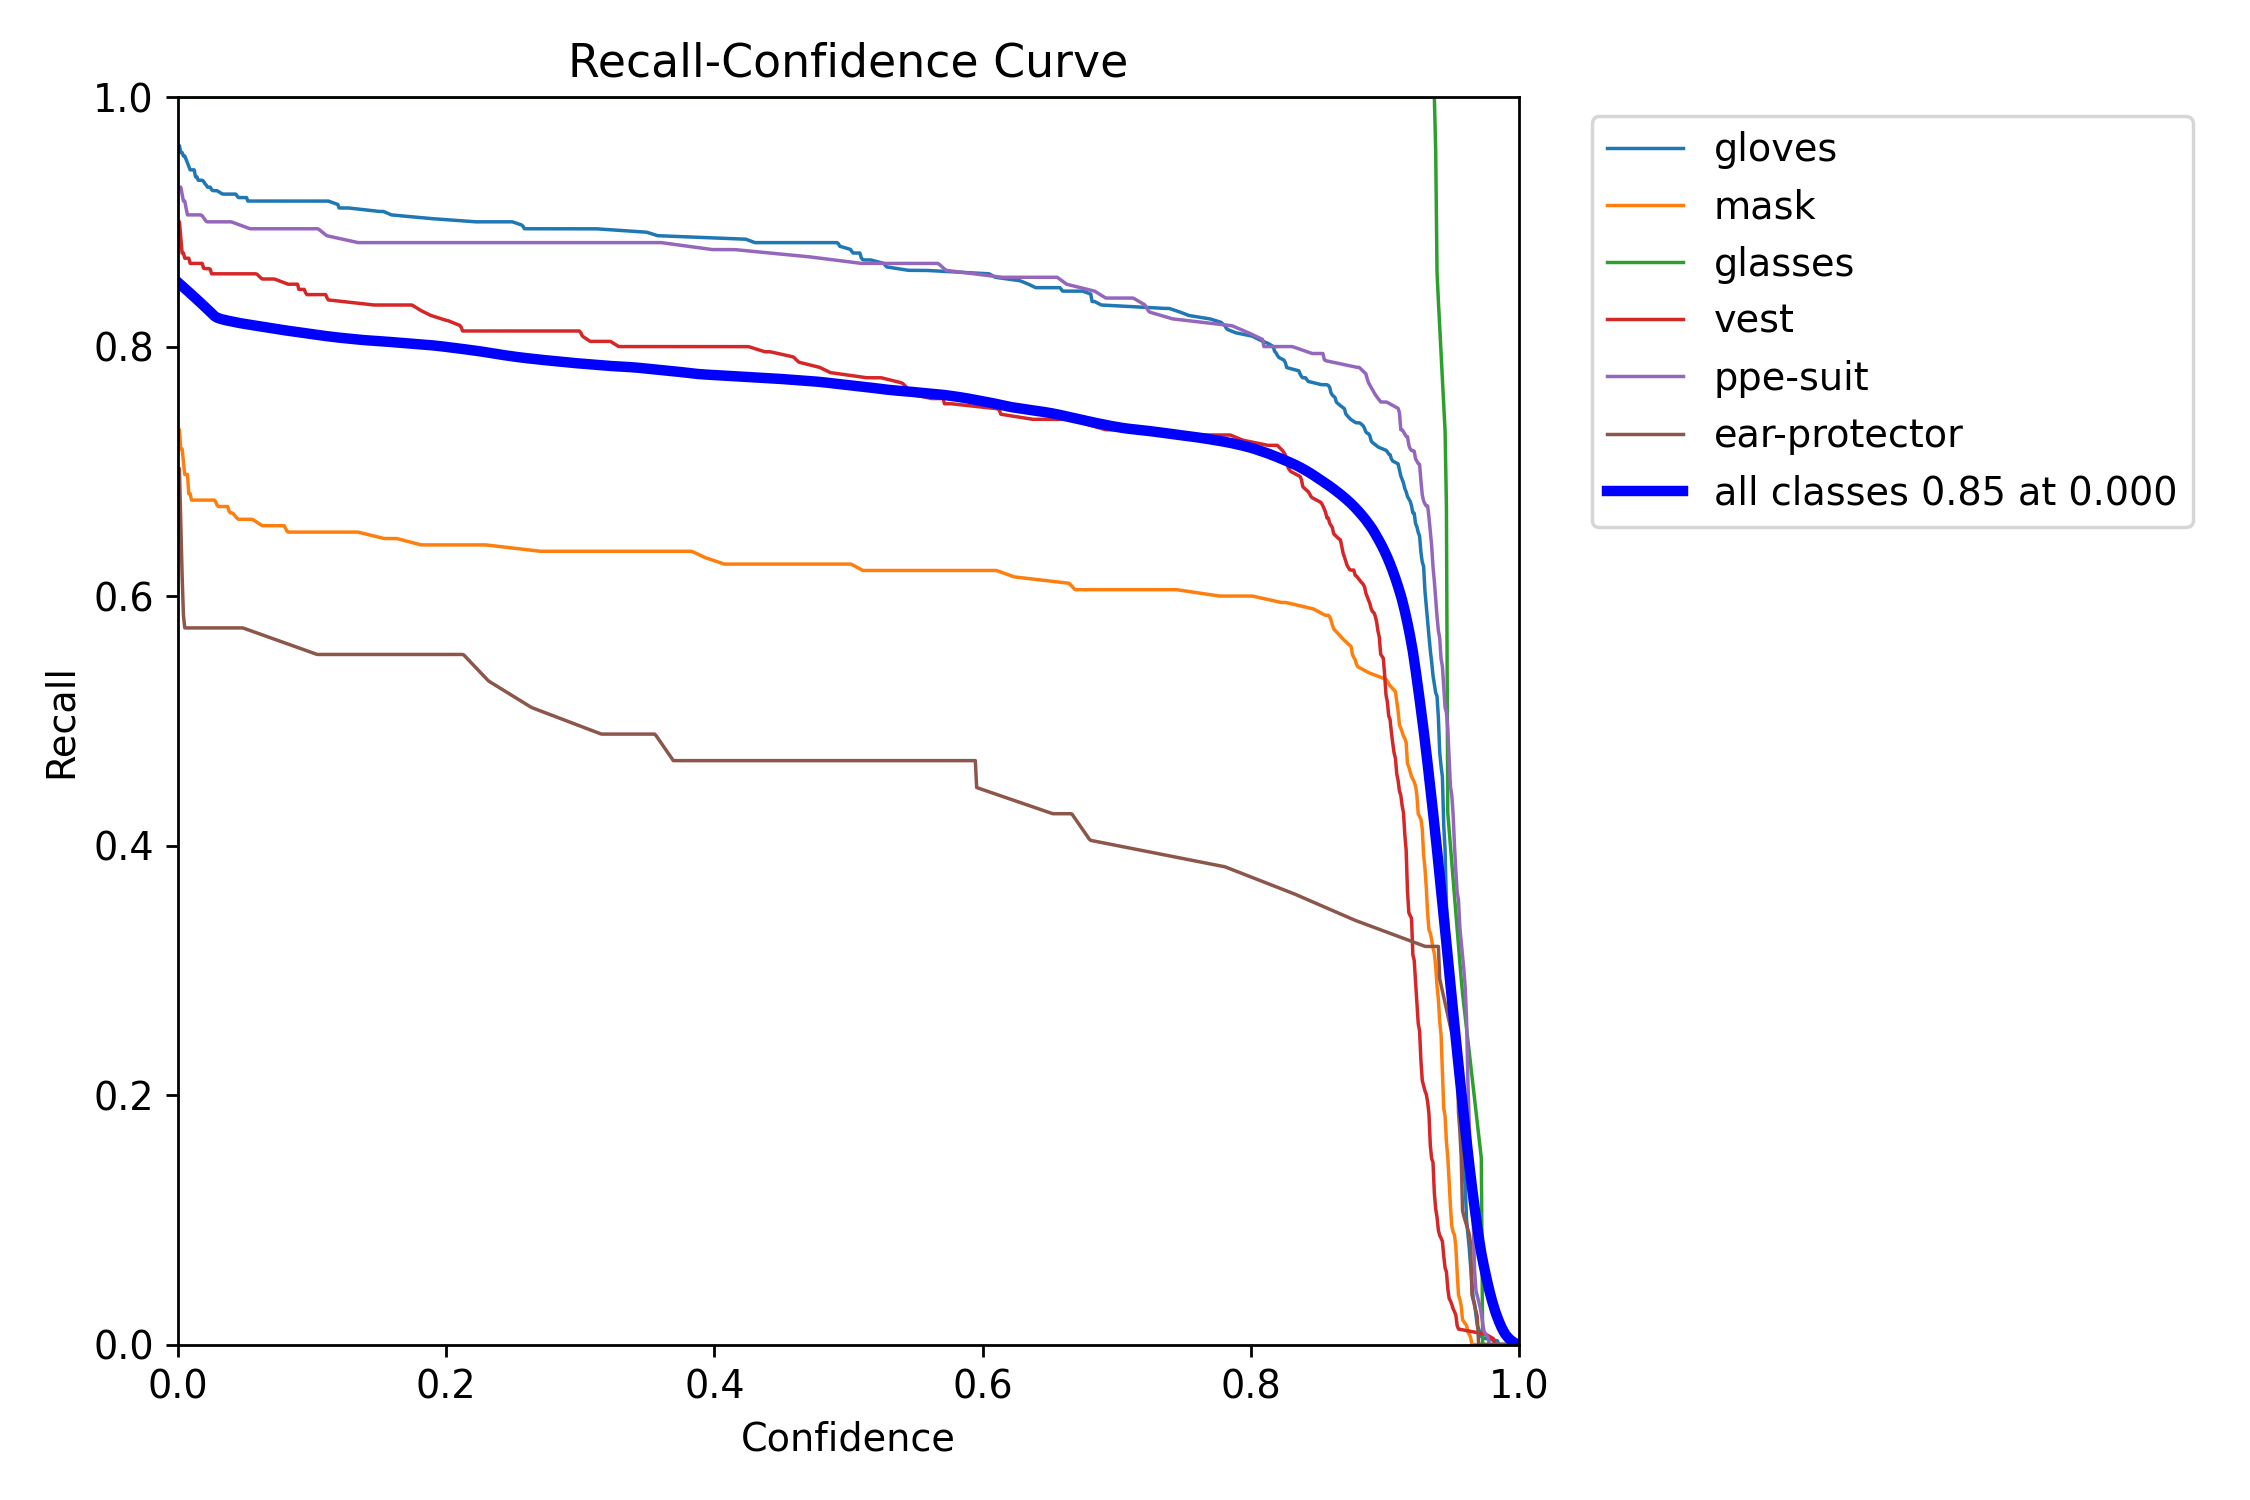 Recall-Confidence Curve
1.0
0.8
0.6
0.4
0.2
0.0
Recall
0.0 0.2 0.4 0.6 0.8 1.0
Confidence
gloves
mask
glasses
vest
ppe-suit
ear-protector
all classes 0.85 at 0.000